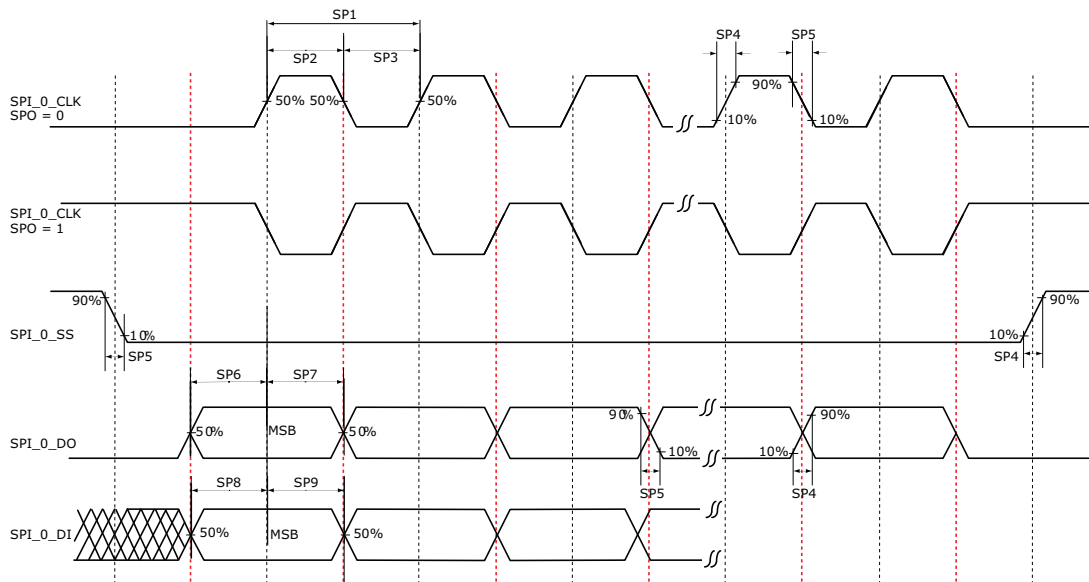 SP1
SP2 SP3
SP4 SP5
SPI_0_CLK
SPO = 0
50% 50% 50% 90%
10% 10%
SPI_0_CLK
SPO = 1
90% 90%
SPI_0_SS 10% 10%
SP5 SP4
SP6 SP7
90% 90%
SPI_0_DO 50% MSB 50% 10% 10%
SP5 SP4
SP8 SP9
SPI_0_DI 50% MSB 50%